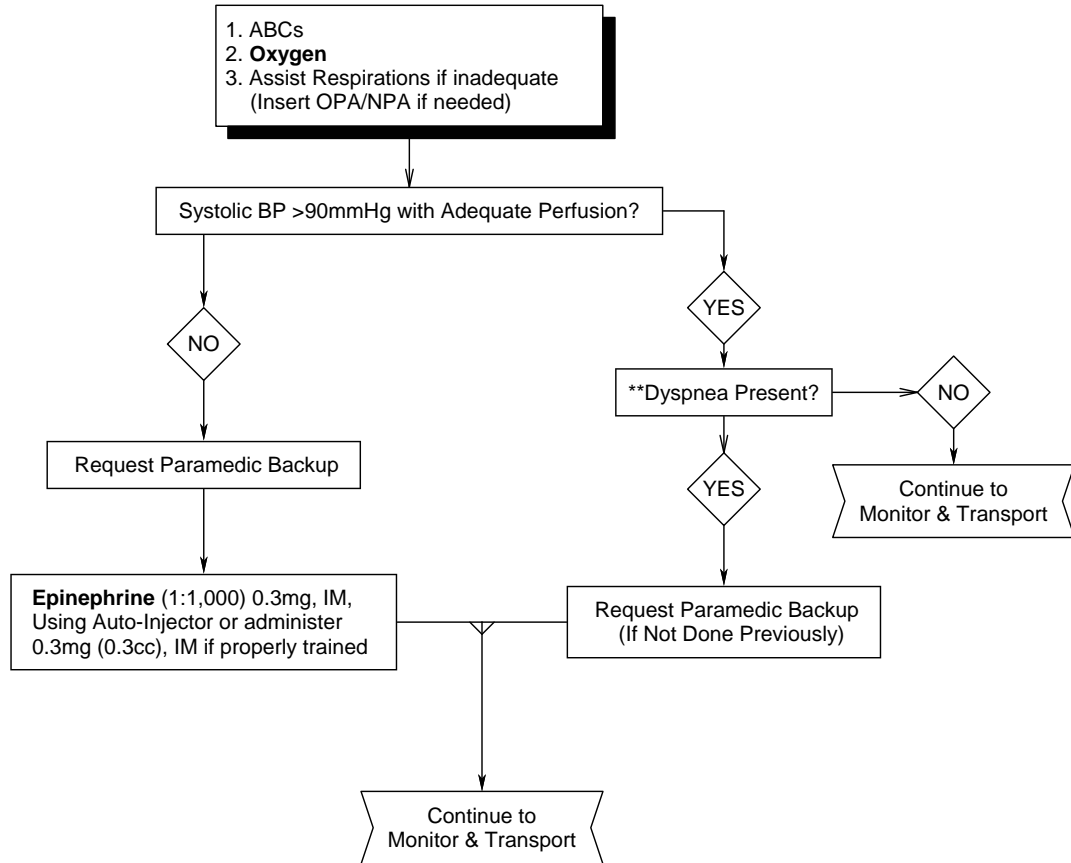 1. ABCs
2. Oxygen
3. Assist Respirations if inadequate
(Insert OPA/NPA if needed)
Systolic BP >90mmHg with Adequate Perfusion?
YES
NO
**Dyspnea Present?
NO
Request Paramedic Backup
YES
Continue to
Monitor & Transport
Epinephrine (1:1,000) 0.3mg, IM,
Using Auto-Injector or administer
0.3mg (0.3cc), IM if properly trained
Request Paramedic Backup
(If Not Done Previously)
Continue to
Monitor & Transport